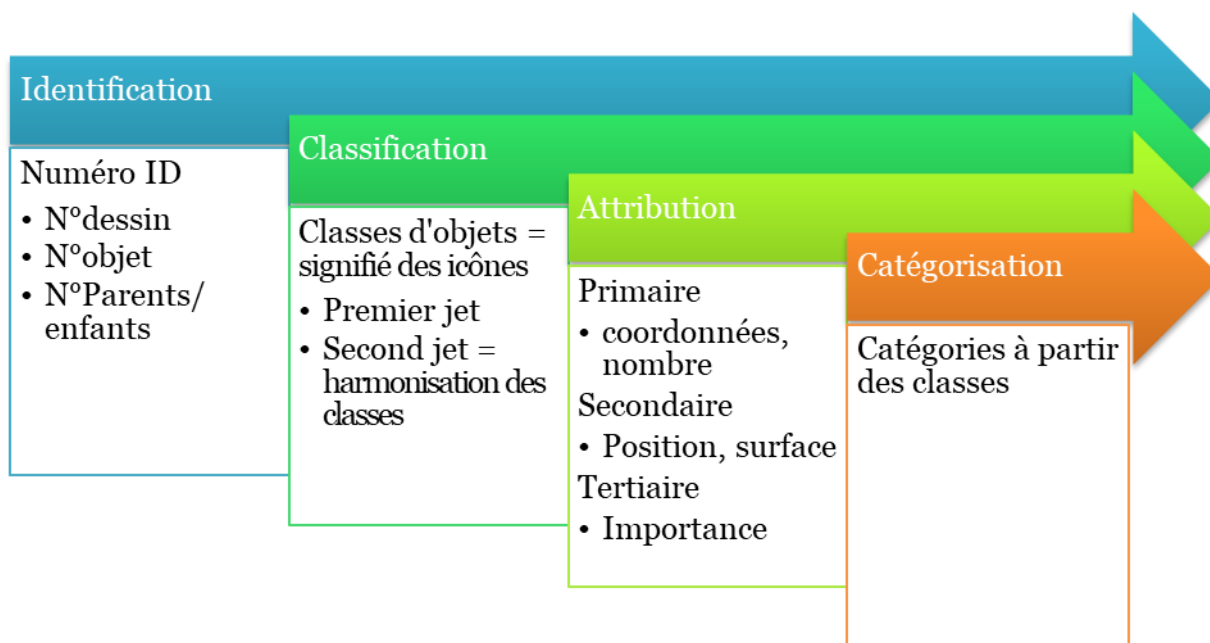 Identification
Numéro ID
• N°dessin
• N°objet
• N°Parents/
enfants
Classification
Classes d'objets =
signifié des icônes
• Premier jet
• Second jet =
harmonisation des
classes
Attribution
Primaire
• coordonnées,
nombre
Secondaire
• Position, surface
Tertiaire
• Importance
Catégorisation
Catégories à partir
des classes